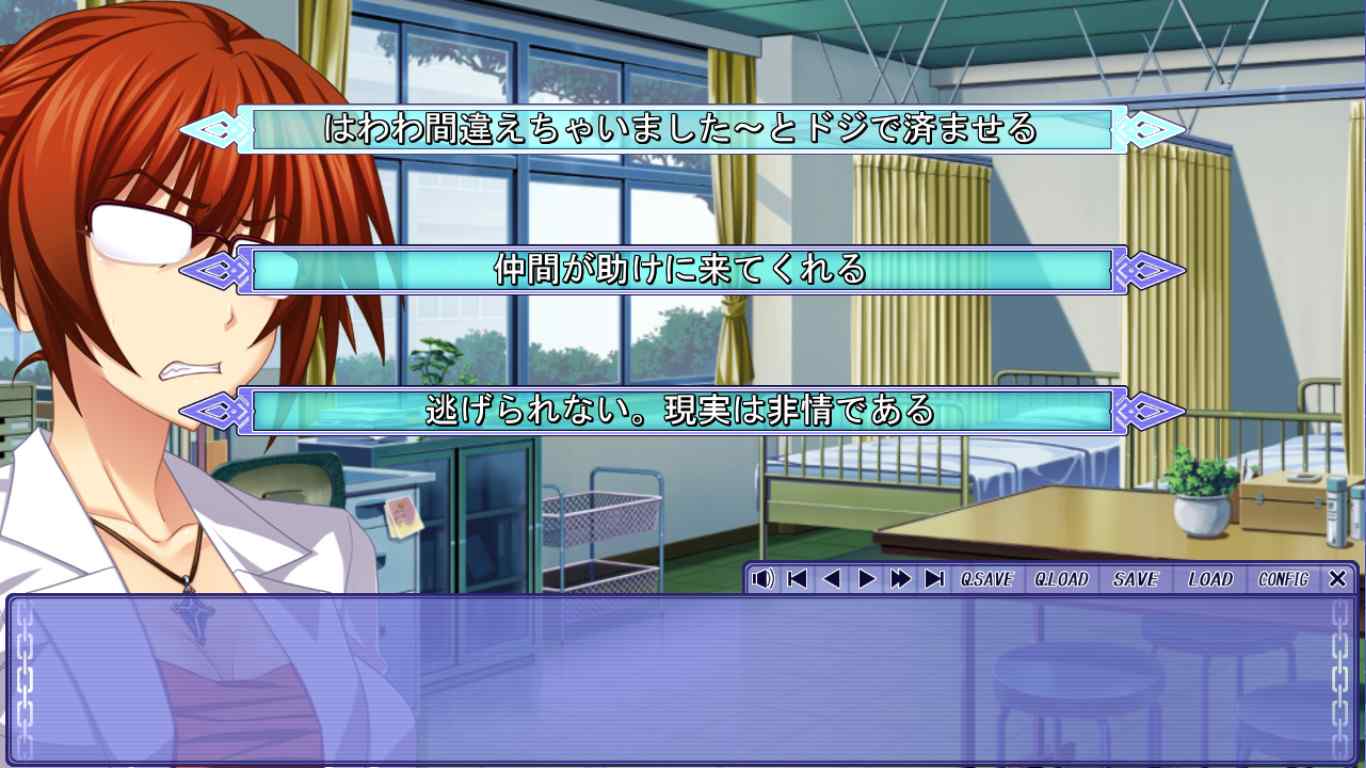 はわわ間違えちゃいました～とドジで済ませる
仲間が助けに来てくれる
逃げられない。現実は非情である
Q.SAVE Q.LOAD SAVE LOAD CONFIG